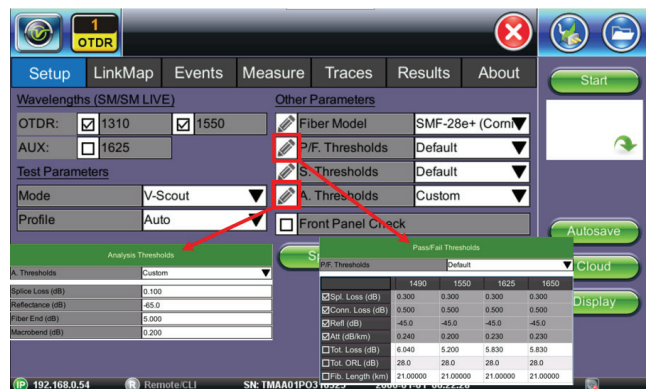 1
OTDR
Setup LinkMap Events Measure Traces Results About
Start
Wavelengths (SM/SM LIVE) Other Parameters
OTDR: 1310 1550 Fiber Model SMF-28e+ (Corni
AUX: 1625 P/F. Thresholds Default
Test Parameters S. Thresholds Default
Mode V-Scout A. Thresholds Custom
Profile Auto Front Panel Check
Autosave
Cloud
Display
Analysis Thresholds
A. Thresholds Custom
Splice Loss (dB) 0.100
Reflectance (dB) -65.0
Fiber End (dB) 5.000
Macrobend (dB) 0.200
Pass/Fail Thresholds
P/F. Thresholds Default
1490 1550 1625 1650
Spl. Loss (dB) 0.300 0.300 0.300 0.300
Conn. Loss (dB) 0.500 0.500 0.500 0.500
Refl (dB) -45.0 -45.0 -45.0 -45.0
Att (dB/km) 0.240 0.200 0.230 0.230
Tot. Loss (dB) 6.040 5.200 5.830 5.830
Tot. ORL (dB) 28.0 28.0 28.0 28.0
Fib. Length (km) 21.00000 21.00000 21.00000 21.00000
IP 192.168.0.54 R Remote/CLI SN: